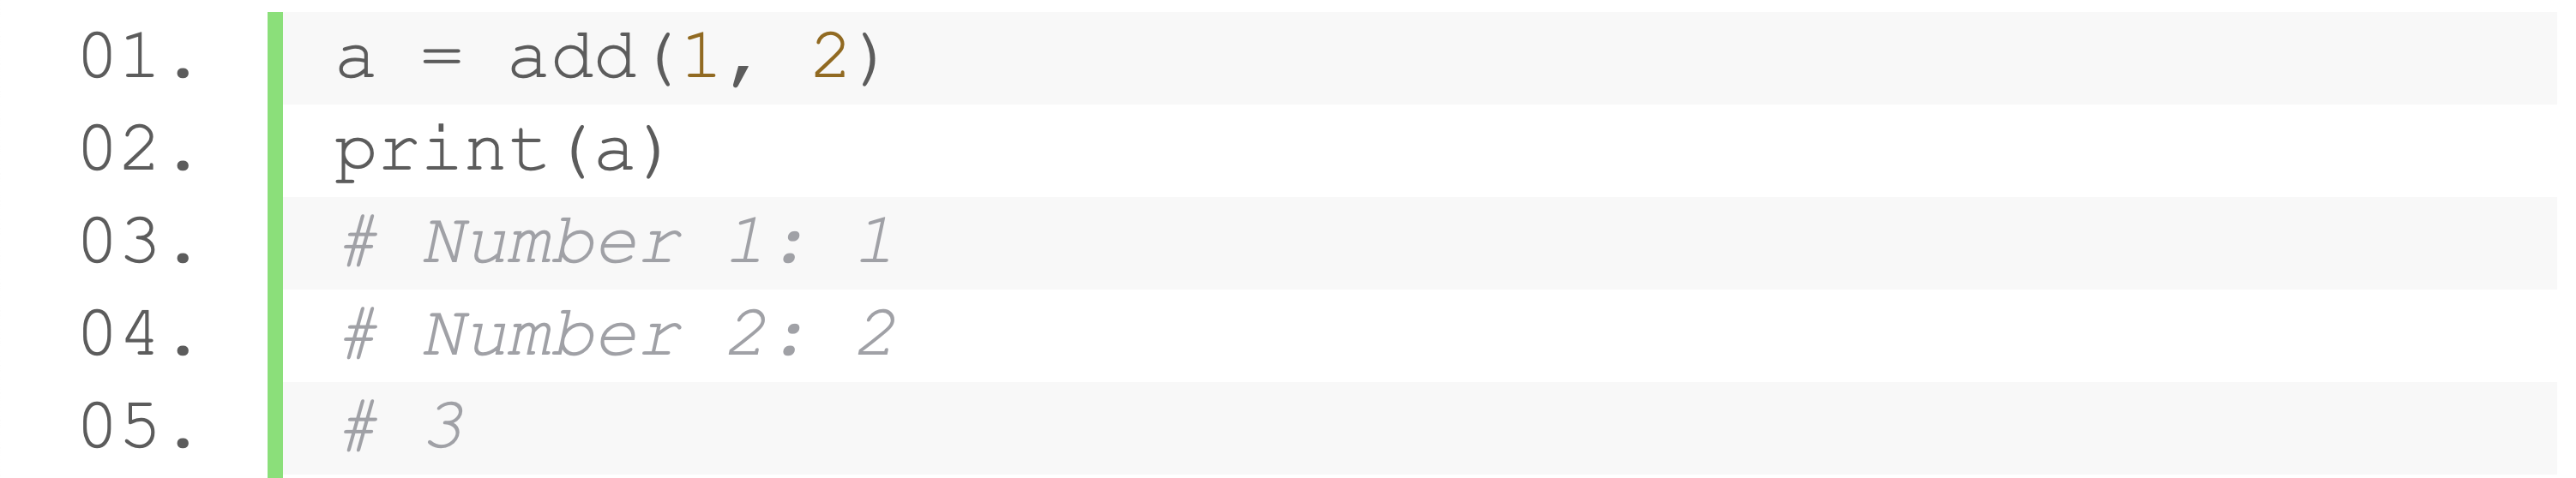 01. a = add(1, 2)
02. print(a)
03. # Number 1: 1
04. # Number 2: 2
05. # 3